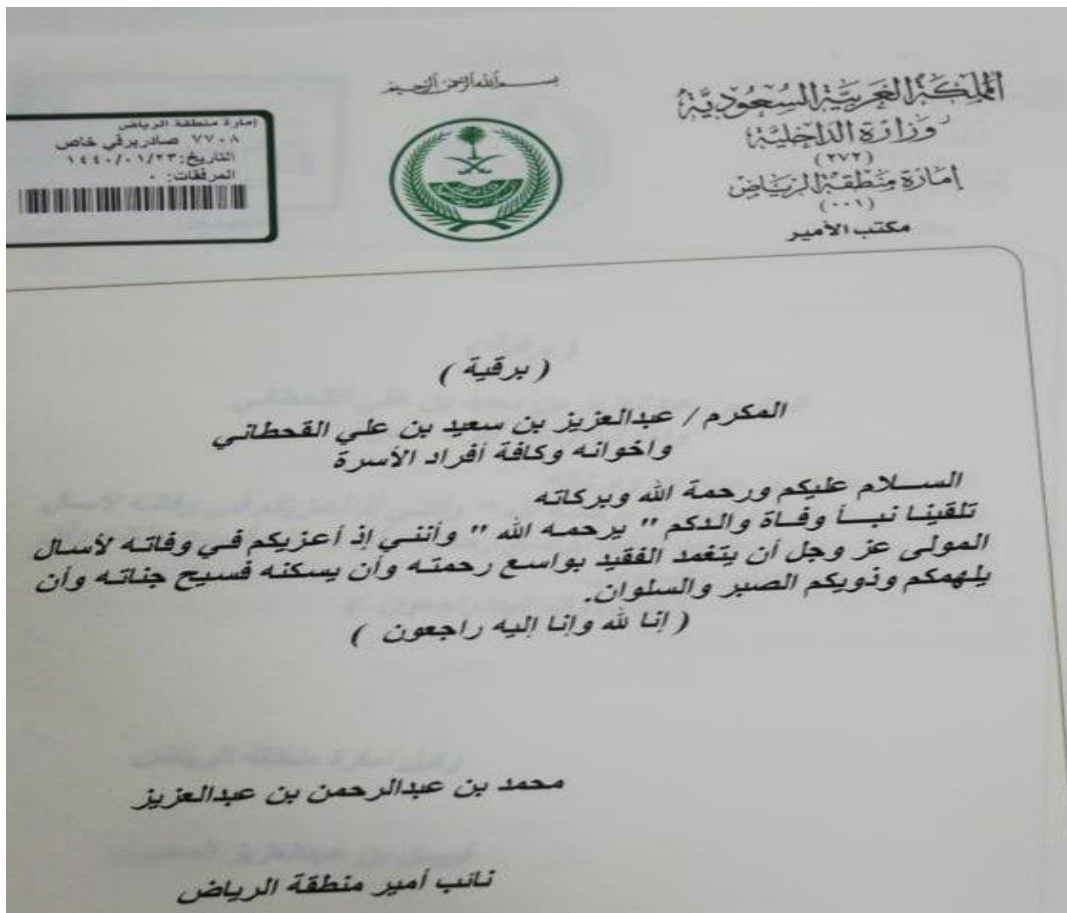 بسم الله الرحمن الرحيم
المملكة العربية السعودية
وزارة الداخلية
(٢٧٢)
إمارة منطقة الرياض
(٠٠١)
مكتب الأمير
إمارة منطقة الرياض
٧٧٠٨ صادر برقي خاص
التاريخ: ١٤٤٠/٠١/٢٣
المرفقات: ٠
( برقية )
المكرم / عبدالعزيز بن سعيد بن علي القحطاني
واخوانه وكافة أفراد الأسرة
السلام عليكم ورحمة الله وبركاته
تلقينا نبأ وفاة والدكم " يرحمه الله " وأنني إذ أعزيكم في وفاته لأسال
المولى عز وجل أن يتغمد الفقيد بواسع رحمته وأن يسكنه فسيح جناته وأن
يلهمكم وذويكم الصبر والسلوان.
( إنا لله وإنا إليه راجعون )
محمد بن عبدالرحمن بن عبدالعزيز
نائب أمير منطقة الرياض